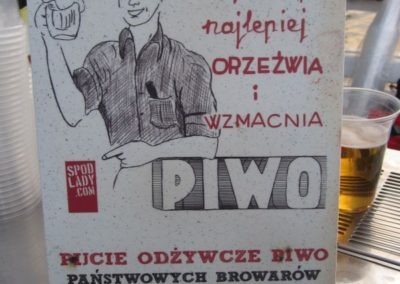 najlepiej
ORZEŹWIA
i
WZMACNIA
PIWO
SPOD
LADY
.COM
PIJCIE ODŻYWCZE PIWO
PAŃSTWOWYCH BROWARÓW